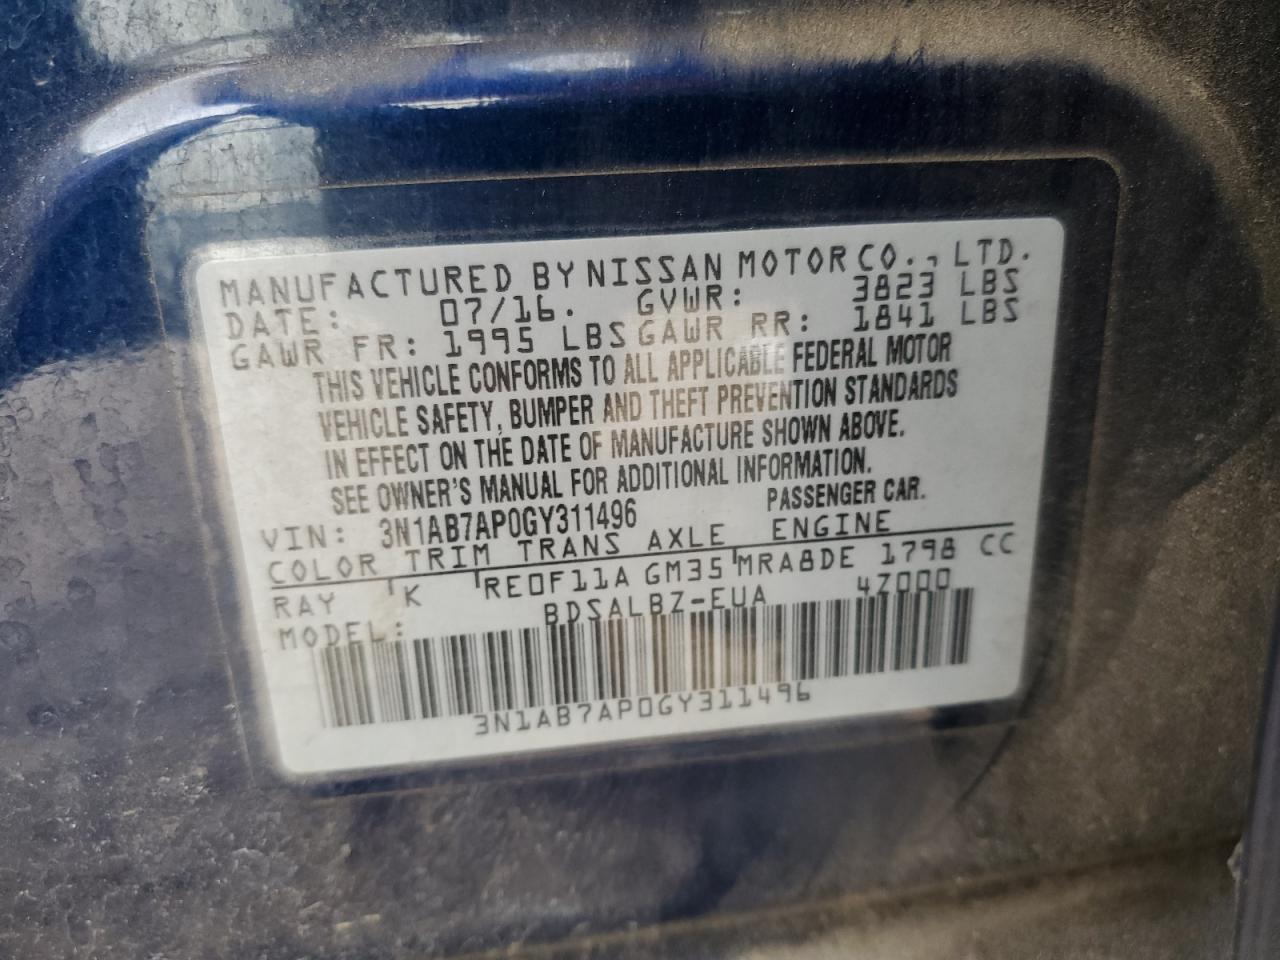 MANUFACTURED BY NISSAN MOTOR CO., LTD.
DATE: 07/16. GVWR: 3823 LBS
GAWR FR: 1995 LBS GAWR RR: 1841 LBS
THIS VEHICLE CONFORMS TO ALL APPLICABLE FEDERAL MOTOR
VEHICLE SAFETY, BUMPER AND THEFT PREVENTION STANDARDS
IN EFFECT ON THE DATE OF MANUFACTURE SHOWN ABOVE.
SEE OWNER'S MANUAL FOR ADDITIONAL INFORMATION.
VIN: 3N1AB7AP0GY311496 PASSENGER CAR.
COLOR TRIM TRANS AXLE ENGINE
RAY K RE0F11A GM35 MRA8DE 1798 CC
MODEL: BDSALBZ-EUA 4Z000
3N1AB7AP0GY311496